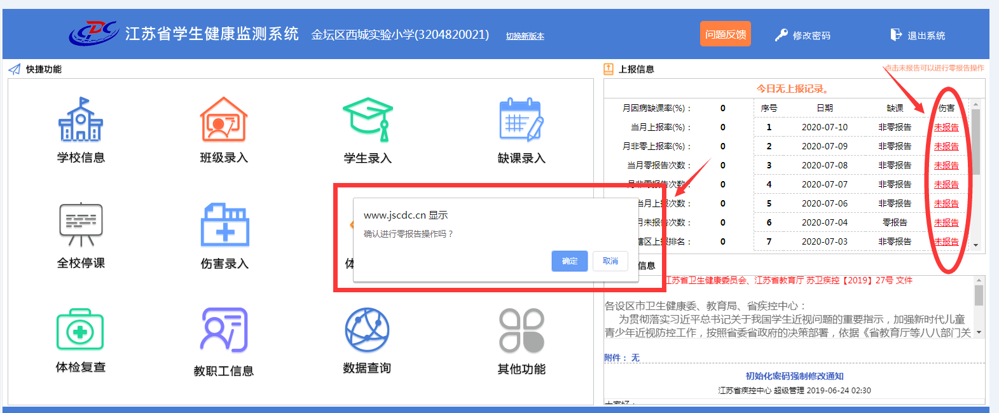 CDC 江苏省学生健康监测系统 金坛区西城实验小学(3204820021) 切换新版本 问题反馈 修改密码 退出系统
快捷功能
学校信息 班级录入 学生录入 缺课录入
全校停课 伤害录入 体
体检复查 教职工信息 数据查询 其他功能
www.jscdc.cn 显示
确认进行零报告操作吗？
确定 取消
上报信息 点击未报告可以进行零报告操作
今日无上报记录。
月因病缺课率(%)： 0
当月上报率(%)： 0
月非零上报率(%)： 0
当月零报告次数： 0
月非零报告次数： 0
当月上报次数： 0
月未报告次数： 0
辖区上报排名： 0
序号 日期 缺课 伤害
1 2020-07-10 非零报告 未报告
2 2020-07-09 非零报告 未报告
3 2020-07-08 非零报告 未报告
4 2020-07-07 非零报告 未报告
5 2020-07-06 非零报告 未报告
6 2020-07-04 零报告 未报告
7 2020-07-03 非零报告 未报告
信息
江苏省卫生健康委员会、江苏省教育厅 苏卫疾控【2019】27号 文件
各设区市卫生健康委、教育局、省疾控中心：
为贯彻落实习近平总书记关于我国学生近视问题的重要指示，加强新时代儿童
青少年近视防控工作，按照省委省政府的决策部署，依据《省教育厅等八八部门关
附件： 无
初始化密码强制修改通知
江苏省疾控中心 超级管理 2019-06-24 02:30
大家好：